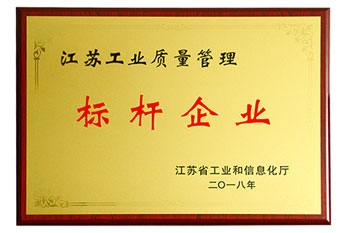 江苏工业质量管理
标杆企业
江苏省工业和信息化厅
二〇一八年